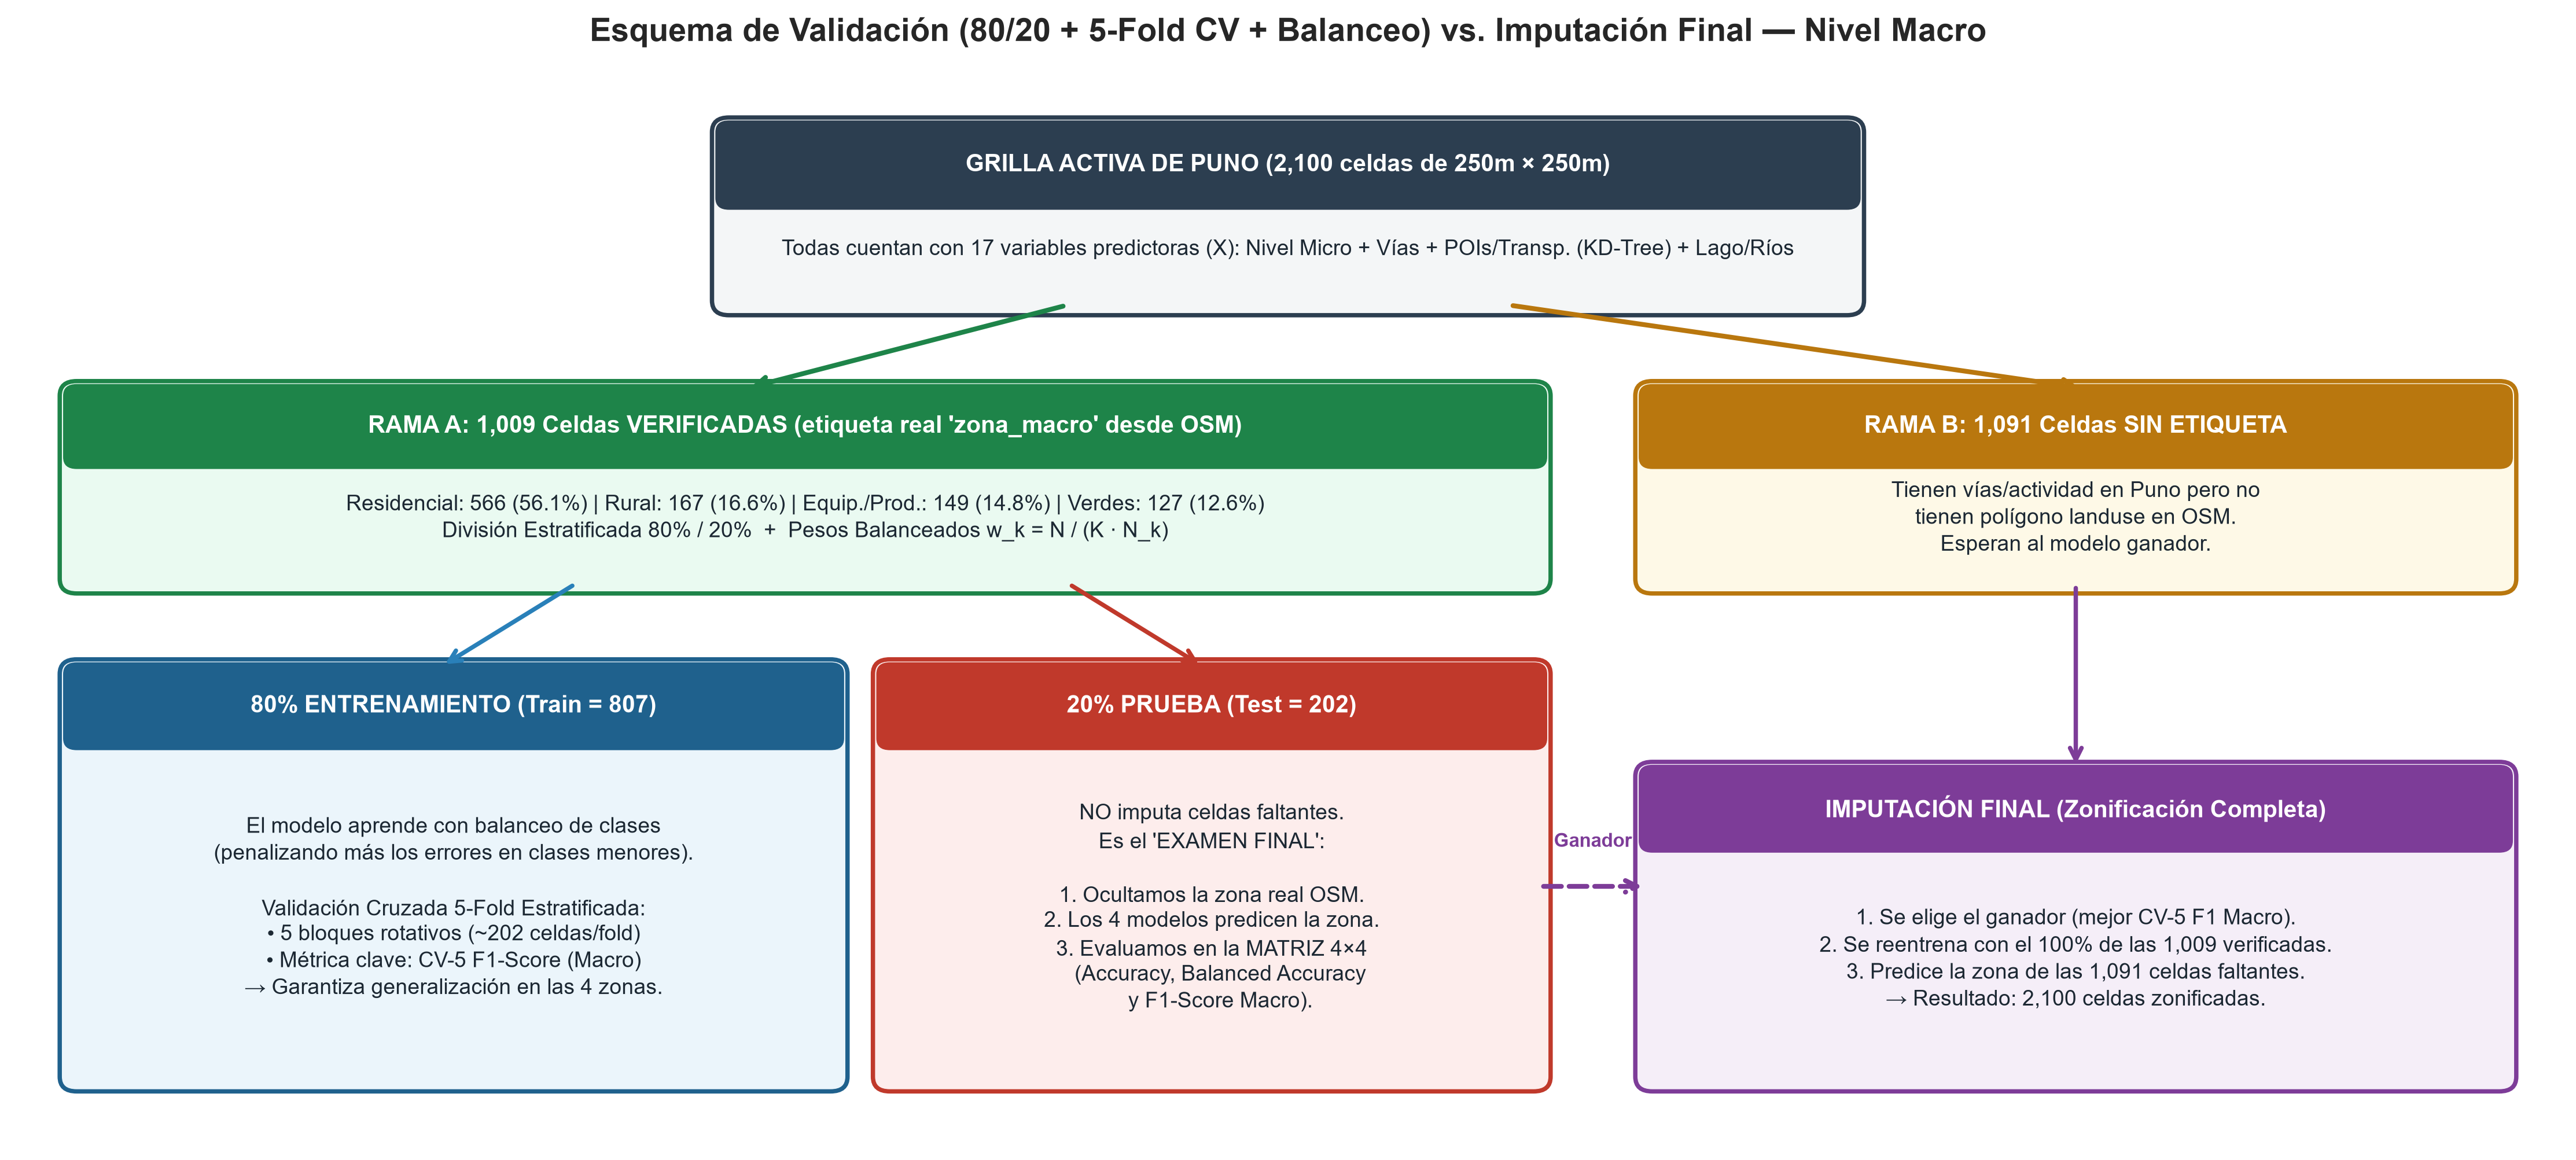 Esquema de Validación (80/20 + 5-Fold CV + Balanceo) vs. Imputación Final — Nivel Macro
GRILLA ACTIVA DE PUNO (2,100 celdas de 250m × 250m)
Todas cuentan con 17 variables predictoras (X): Nivel Micro + Vías + POIs/Transp. (KD-Tree) + Lago/Ríos
RAMA A: 1,009 Celdas VERIFICADAS (etiqueta real 'zona_macro' desde OSM)
Residencial: 566 (56.1%) | Rural: 167 (16.6%) | Equip./Prod.: 149 (14.8%) | Verdes: 127 (12.6%)
División Estratificada 80% / 20% + Pesos Balanceados w_k = N / (K · N_k)
RAMA B: 1,091 Celdas SIN ETIQUETA
Tienen vías/actividad en Puno pero no
tienen polígono landuse en OSM.
Esperan al modelo ganador.
80% ENTRENAMIENTO (Train = 807)
El modelo aprende con balanceo de clases
(penalizando más los errores en clases menores).
Validación Cruzada 5-Fold Estratificada:
• 5 bloques rotativos (~202 celdas/fold)
• Métrica clave: CV-5 F1-Score (Macro)
→ Garantiza generalización en las 4 zonas.
20% PRUEBA (Test = 202)
NO imputa celdas faltantes.
Es el 'EXAMEN FINAL':
1. Ocultamos la zona real OSM.
2. Los 4 modelos predicen la zona.
3. Evaluamos en la MATRIZ 4×4
(Accuracy, Balanced Accuracy
y F1-Score Macro).
Ganador
IMPUTACIÓN FINAL (Zonificación Completa)
1. Se elige el ganador (mejor CV-5 F1 Macro).
2. Se reentrena con el 100% de las 1,009 verificadas.
3. Predice la zona de las 1,091 celdas faltantes.
→ Resultado: 2,100 celdas zonificadas.